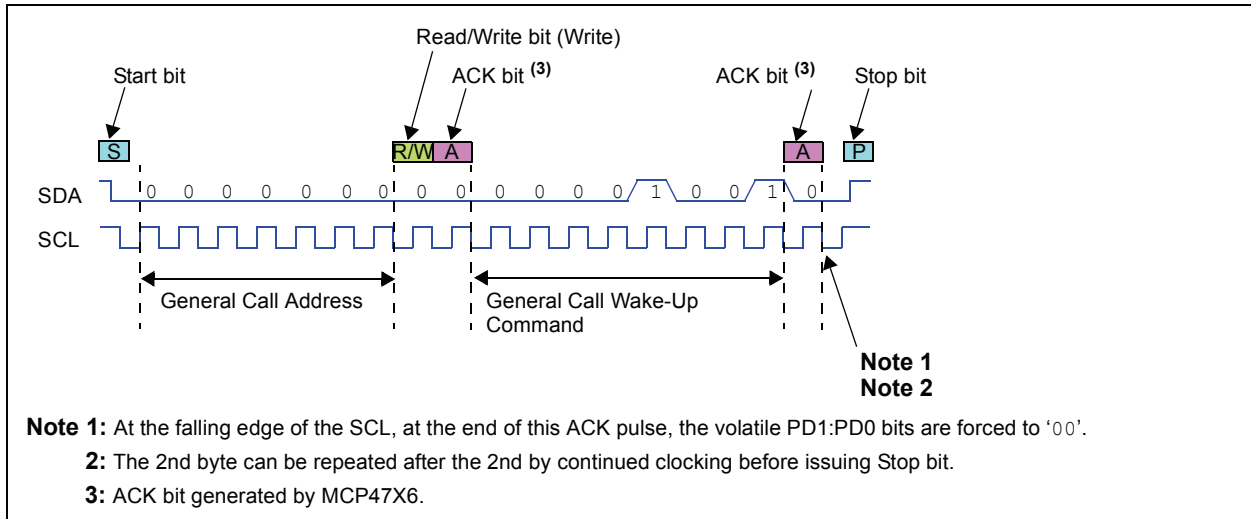 Read/Write bit (Write)
Start bit ACK bit (3) ACK bit (3) Stop bit
S R/W A A P
SDA 0 0 0 0 0 0 0 0 0 0 0 0 0 1 0 0 1 0
SCL
General Call Address General Call Wake-Up
Command
Note 1
Note 2
Note 1: At the falling edge of the SCL, at the end of this ACK pulse, the volatile PD1:PD0 bits are forced to ‘00’.
2: The 2nd byte can be repeated after the 2nd by continued clocking before issuing Stop bit.
3: ACK bit generated by MCP47X6.